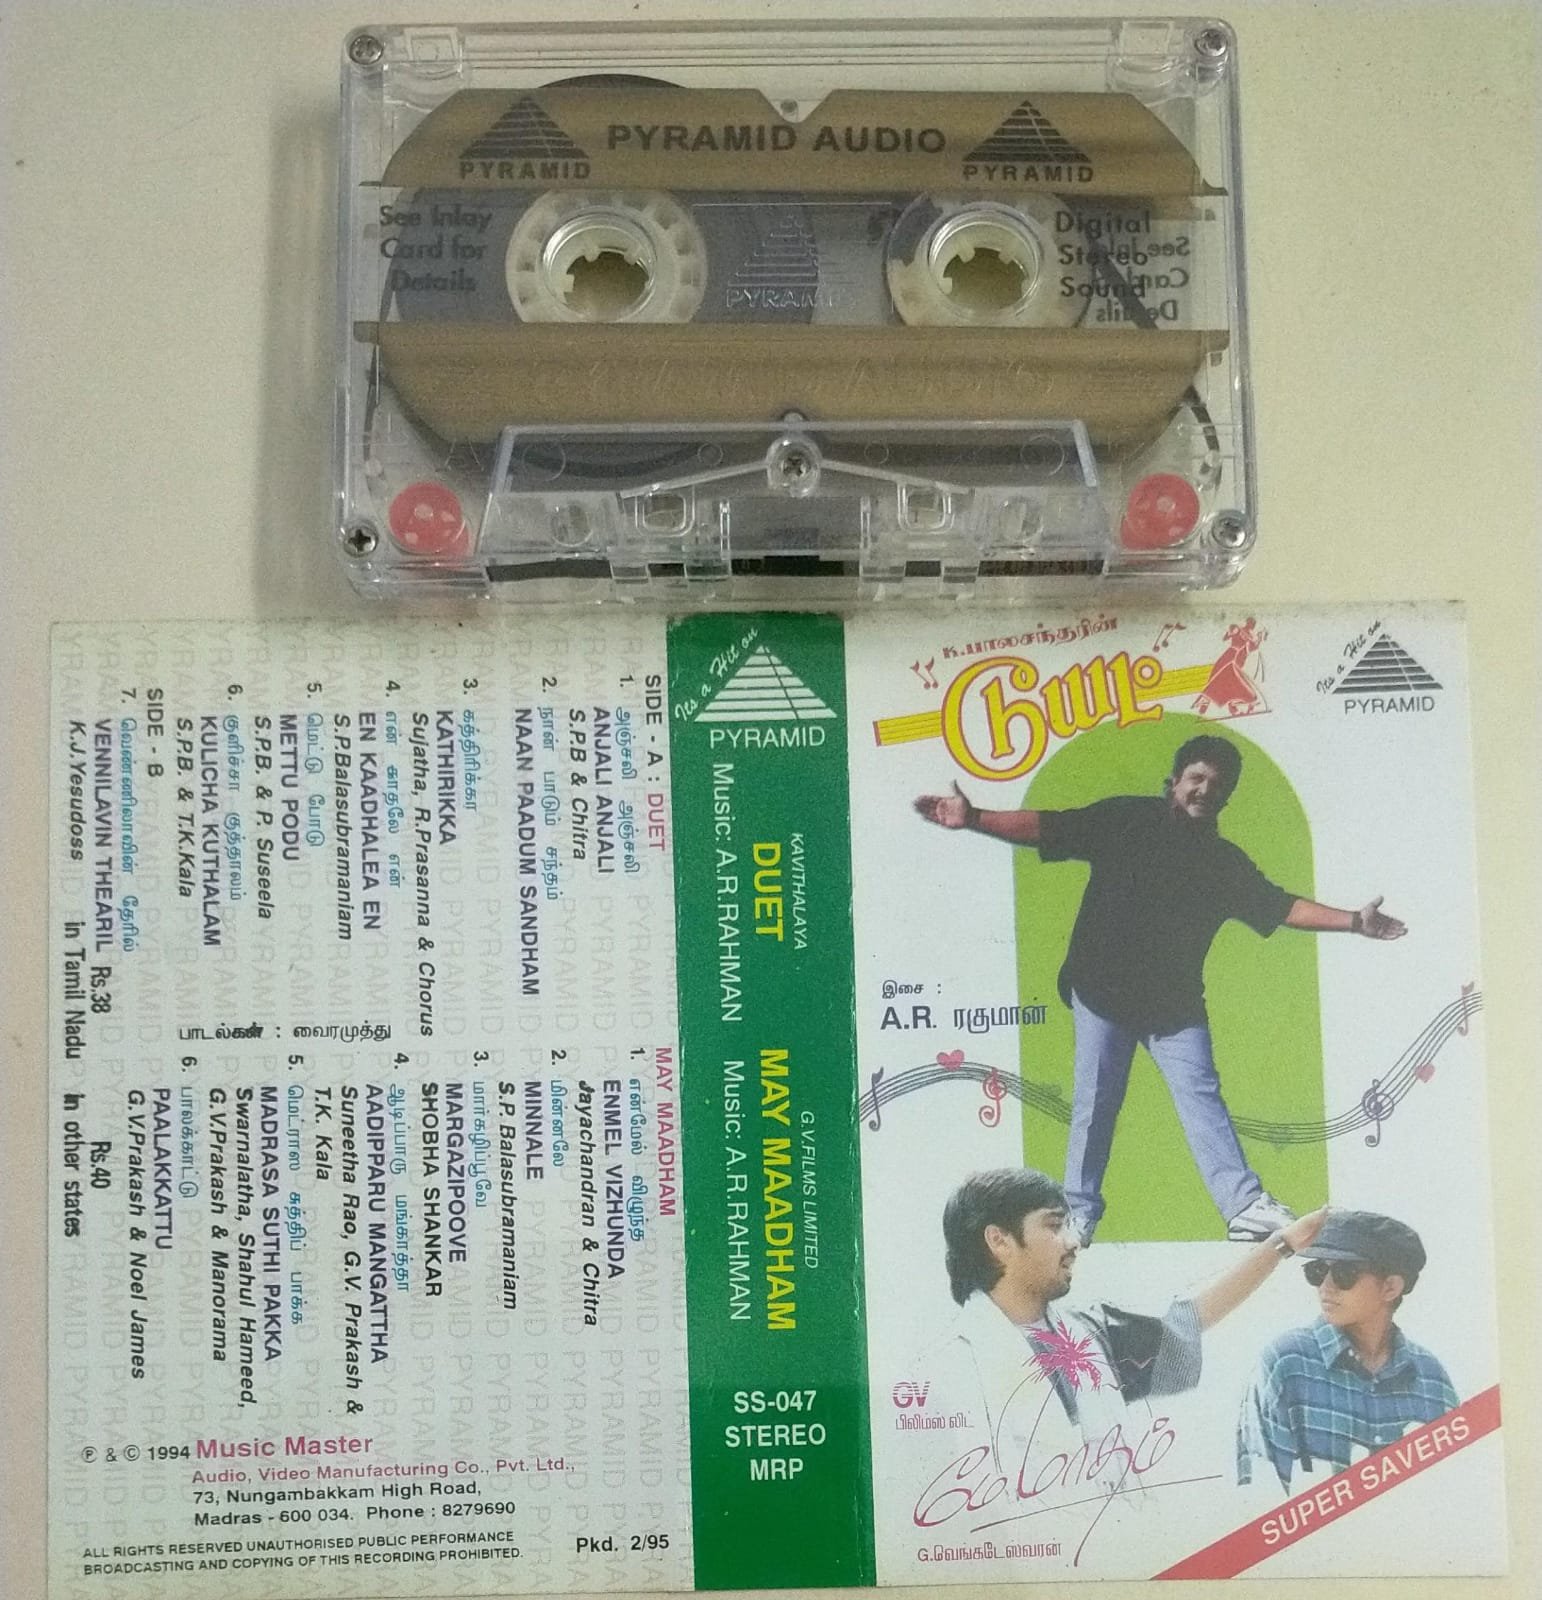 PYRAMID AUDIO
PYRAMID
PYRAMID
See Inlay
Card for
Details
Digital
Stereo
Sound
PYRAMID
SIDE - A : DUET
1. அஞ்சலி அஞ்சலி
ANJALI ANJALI
S.P.B & Chitra
2. நான் பாடும் சந்தம்
NAAN PAADUM SANDHAM
3. கத்திரிக்கா
KATHIRIKKA
Sujatha, R.Prasanna & Chorus
4. என் காதலே என்
EN KAADHALEA EN
S.P.Balasubramaniam
5. மெட்டு போடு
METTU PODU
S.P.B. & P. Suseela
6. குளிச்சா குத்தாலம்
KULICHA KUTHALAM
S.P.B. & T.K.Kala
SIDE - B
7. வெண்ணிலாவின் தேரில்
VENNILAVIN THEARIL
K.J.Yesudoss
MAY MAADHAM
1. என்மேல் விழுந்த
ENMEL VIZHUNDA
Jayachandran & Chitra
2. மின்னலே
MINNALE
S.P.Balasubramaniam
3. மார்கழிப்பூவே
MARGAZIPOOVE
SHOBHA SHANKAR
4. ஆடிப்பாரு மங்காத்தா
AADIPPARU MANGATTHA
Suneetha Rao, G.V. Prakash &
T.K. Kala
5. மெட்ராஸ சுத்திப் பாக்க
MADRASA SUTHI PAKKA
Swarnalatha, Shahul Hameed,
G.V.Prakash & Manorama
6. பாலக்காட்டு
PAALAKKATTU
G.V.Prakash & Noel James
பாடல்கள் : வைரமுத்து
Rs.38 Rs.40
in Tamil Nadu in other states
℗ & © 1994 Music Master
Audio, Video Manufacturing Co., Pvt. Ltd.,
73, Nungambakkam High Road,
Madras - 600 034. Phone : 8279690
ALL RIGHTS RESERVED UNAUTHORISED PUBLIC PERFORMANCE
BROADCASTING AND COPYING OF THIS RECORDING PROHIBITED.
Pkd. 2/95
Its a Hit on
PYRAMID
KAVITHALAYA
DUET
Music: A.R.RAHMAN
G.V.FILMS LIMITED
MAY MAADHAM
Music: A.R.RAHMAN
SS-047
STEREO
MRP
க.பாலசந்தரின்
டூயட்
Its a Hit on
PYRAMID
இசை :
A.R. ரகுமான்
GV
பிலிம்ஸ் லிட்
மே மாதம்
G.வெங்கடேஸ்வரன்
SUPER SAVERS